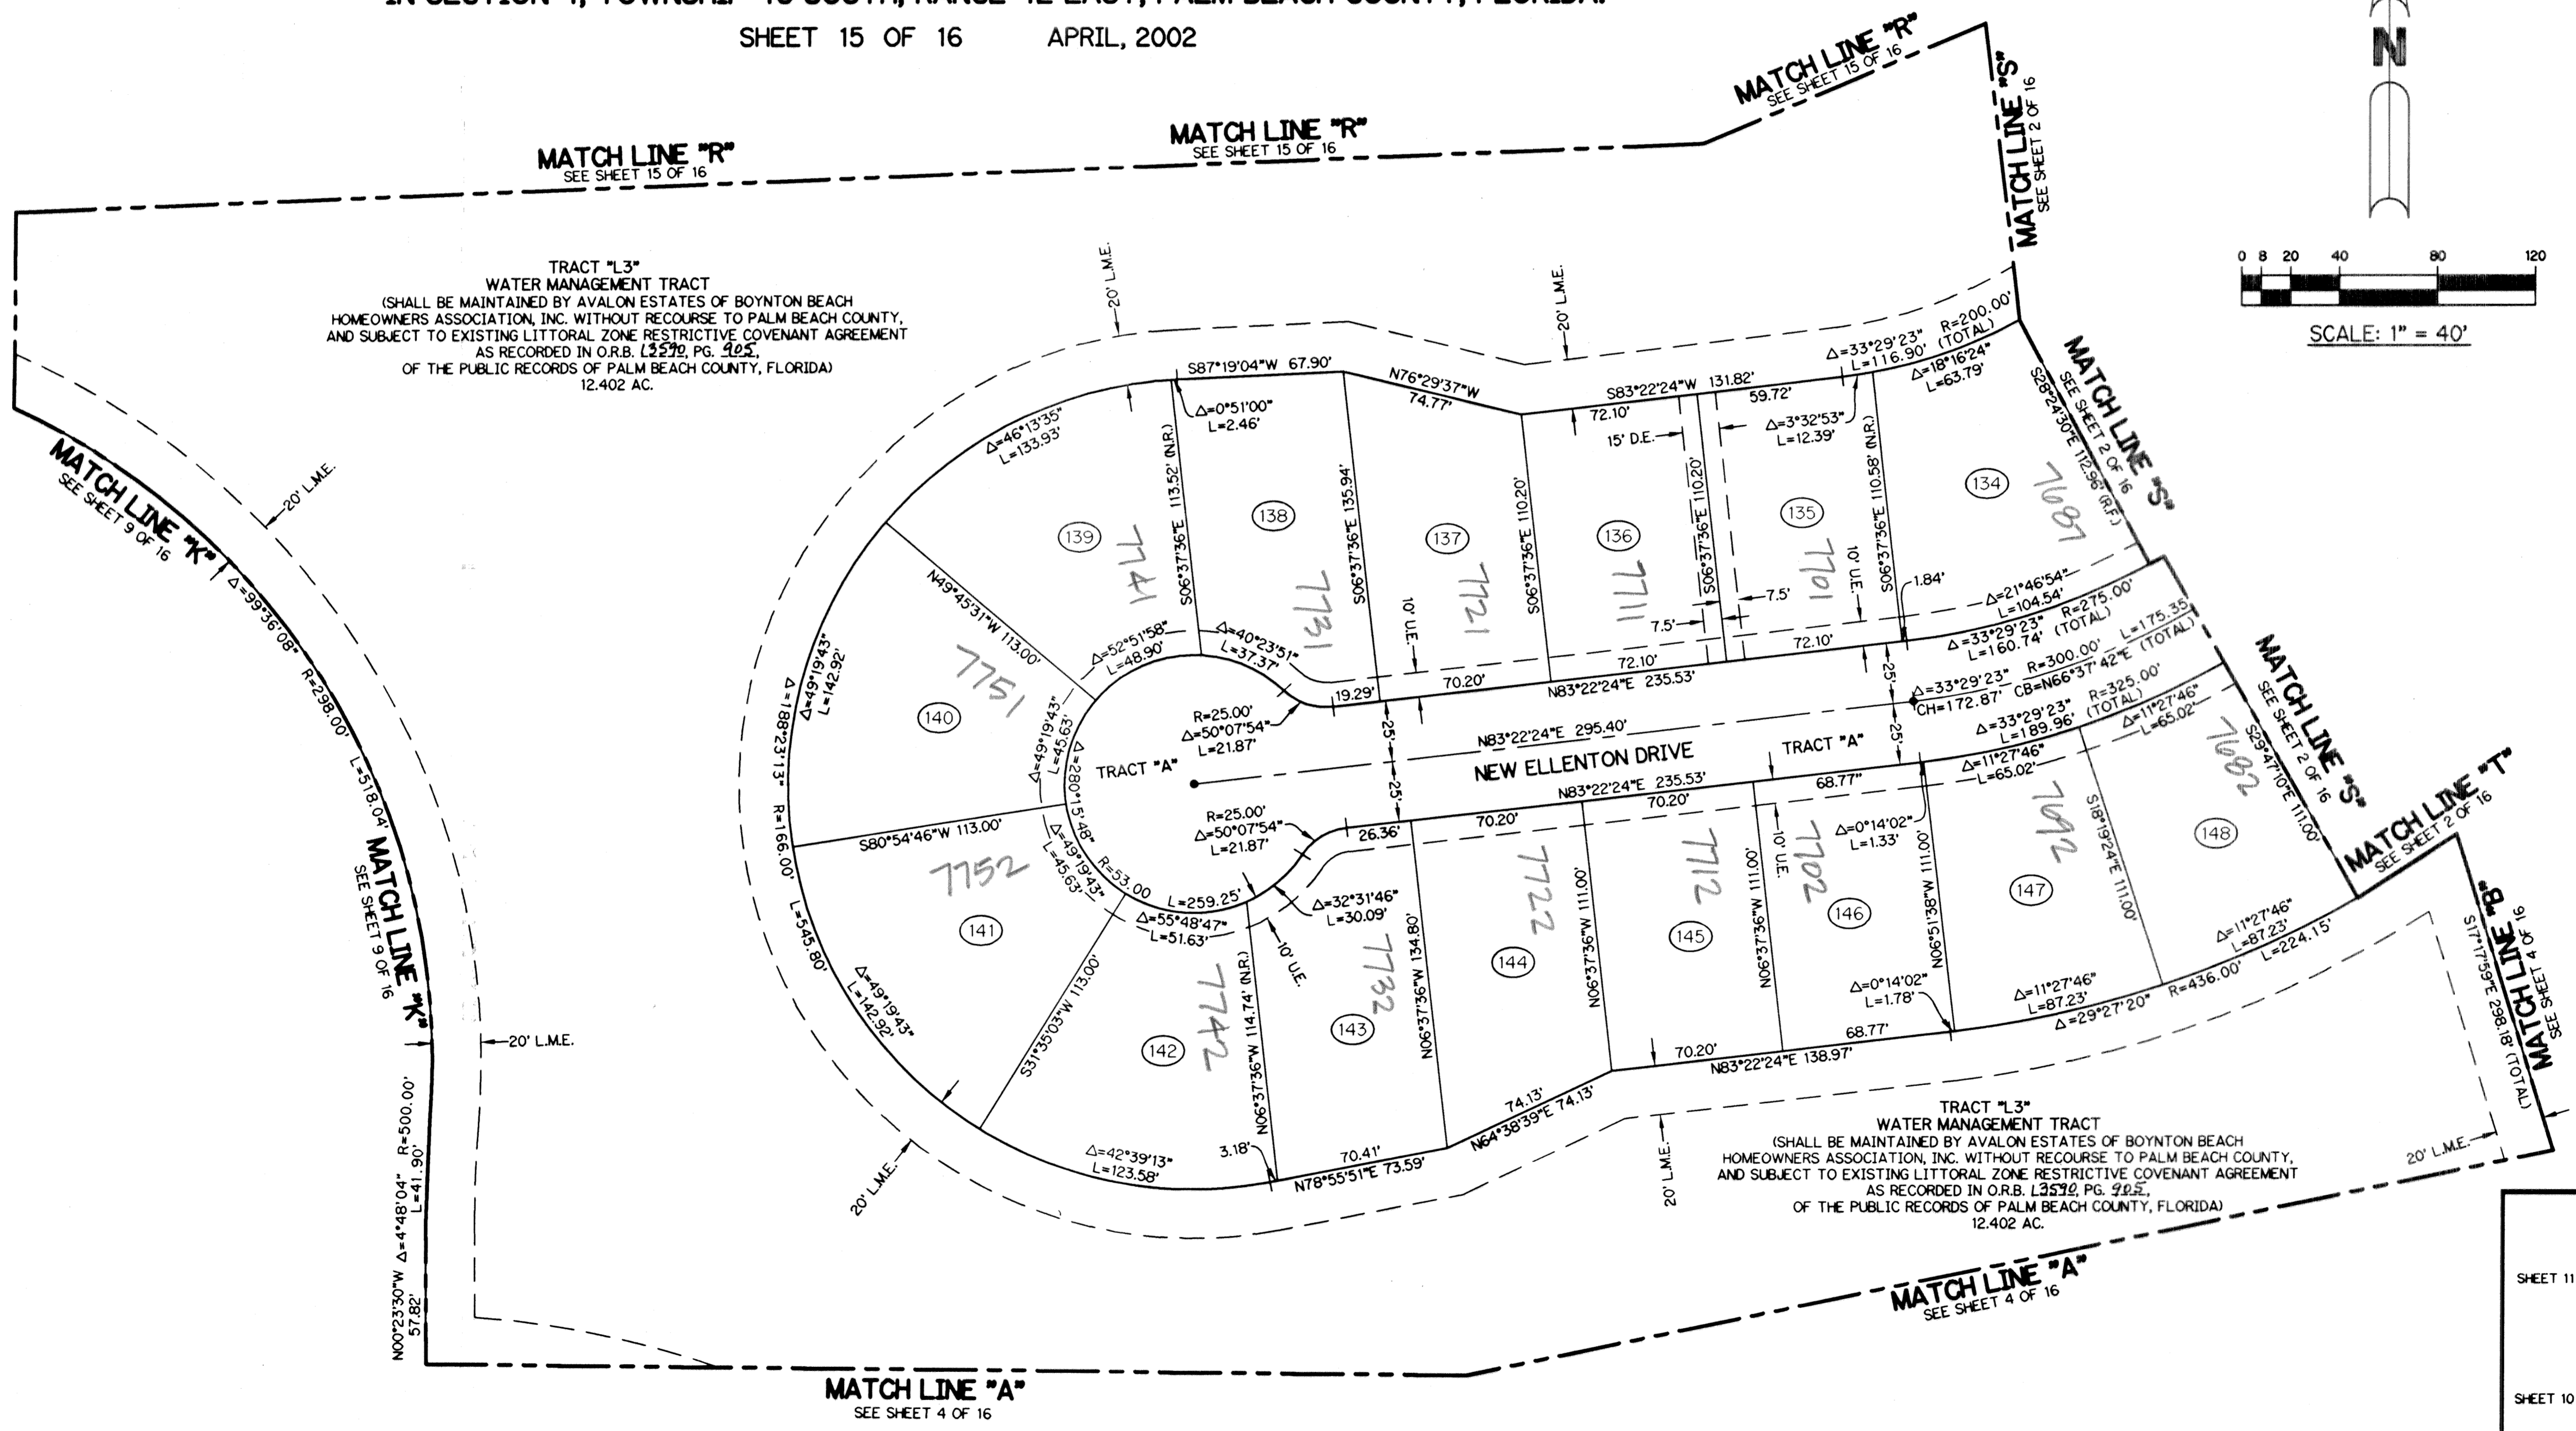 SHEET 15 OF 16 APRIL, 2002
N
MATCH LINE "R"
SEE SHEET 15 OF 16
MATCH LINE "R"
SEE SHEET 15 OF 16
MATCH LINE "R"
SEE SHEET 15 OF 16
MATCH LINE "S"
SEE SHEET 2 OF 16
0 8 20 40 80 120
SCALE: 1" = 40'
TRACT "L3"
WATER MANAGEMENT TRACT
(SHALL BE MAINTAINED BY AVALON ESTATES OF BOYNTON BEACH
HOMEOWNERS ASSOCIATION, INC. WITHOUT RECOURSE TO PALM BEACH COUNTY,
AND SUBJECT TO EXISTING LITTORAL ZONE RESTRICTIVE COVENANT AGREEMENT
AS RECORDED IN O.R.B. 13590, PG. 905,
OF THE PUBLIC RECORDS OF PALM BEACH COUNTY, FLORIDA)
12.402 AC.
20' L.M.E.
20' L.M.E.
20' L.M.E.
MATCH LINE "K"
SEE SHEET 9 OF 16
Δ=99°36'08" R=298.00' L=518.04'
MATCH LINE "K"
SEE SHEET 9 OF 16
20' L.M.E.
N00°23'30"W Δ=4°48'04" R=500.00'
57.82' L=41.90'
S87°19'04"W 67.90'
N76°29'37"W
74.77'
S83°22'24"W 131.82'
72.10'
59.72'
Δ=33°29'23" R=200.00'
L=116.90' (TOTAL)
Δ=18°16'24"
L=63.79'
Δ=0°51'00"
L=2.46'
Δ=46°13'35"
L=133.93'
15' D.E.
Δ=3°32'53"
L=12.39'
S28°24'30"E 112.96' (R.F.)
MATCH LINE "S"
SEE SHEET 2 OF 16
S06°37'36"E 113.52' (N.R.)
S06°37'36"E 135.94'
S06°37'36"E 110.20'
S06°37'36"E 110.20'
S06°37'36"E 110.58' (N.R.)
139
7741
138
7731
137
7721
136
7711
135
7701
134
7687
10' U.E.
10' U.E.
7.5'
7.5'
1.84'
N49°45'31"W 113.00'
Δ=52°51'58"
L=48.90'
Δ=40°23'51"
L=37.37'
19.29'
70.20'
72.10'
72.10'
N83°22'24"E 235.53'
Δ=21°46'54"
L=104.54'
Δ=33°29'23" R=275.00'
L=160.74' (TOTAL)
Δ=33°29'23" R=300.00' L=175.35'
CH=172.87' CB=N66°37'42"E (TOTAL)
Δ=33°29'23" R=325.00'
L=189.96' (TOTAL)
Δ=11°27'46"
L=65.02'
Δ=11°27'46"
L=65.02'
Δ=188°23'13" R=166.00' L=545.80'
Δ=49°19'43"
L=142.92'
140
7751
Δ=49°19'43"
L=45.63'
Δ=280°15'48" R=53.00 L=259.25'
R=25.00'
Δ=50°07'54"
L=21.87'
TRACT "A"
25'
25'
N83°22'24"E 295.40'
NEW ELLENTON DRIVE
TRACT "A"
25'
25'
R=25.00'
Δ=50°07'54"
L=21.87'
26.36'
70.20'
N83°22'24"E 235.53'
70.20'
68.77"
Δ=0°14'02"
L=1.33'
10' U.E.
S80°54'46"W 113.00'
7752
141
Δ=49°19'43"
L=45.63'
Δ=55°48'47"
L=51.63'
Δ=32°31'46"
L=30.09'
10' U.E.
Δ=49°19'43"
L=142.92'
S31°35'03"W 113.00'
142
7742
N06°37'36"W 114.74' (N.R.)
143
7732
N06°37'36"W 134.80'
144
7722
N06°37'36"W 111.00'
145
7712
N06°37'36"W 111.00'
146
7702
N06°51'38"W 111.00'
147
7692
S18°19'24"E 111.00'
148
7682
S29°47'10"E 111.00'
MATCH LINE "S"
SEE SHEET 2 OF 16
MATCH LINE "T"
SEE SHEET 2 OF 16
MATCH LINE "B"
SEE SHEET 4 OF 16
S17°17'59"E 298.18' (TOTAL)
Δ=0°14'02"
L=1.78'
Δ=11°27'46"
L=87.23'
Δ=11°27'46"
L=87.23'
Δ=29°27'20" R=436.00' L=224.15'
70.20'
68.77'
N83°22'24"E 138.97'
74.13'
N64°38'39"E 74.13'
70.41'
N78°55'51"E 73.59'
3.18'
Δ=42°39'13"
L=123.58'
20' L.M.E.
20' L.M.E.
20' L.M.E.
TRACT "L3"
WATER MANAGEMENT TRACT
(SHALL BE MAINTAINED BY AVALON ESTATES OF BOYNTON BEACH
HOMEOWNERS ASSOCIATION, INC. WITHOUT RECOURSE TO PALM BEACH COUNTY,
AND SUBJECT TO EXISTING LITTORAL ZONE RESTRICTIVE COVENANT AGREEMENT
AS RECORDED IN O.R.B. 13590, PG. 905,
OF THE PUBLIC RECORDS OF PALM BEACH COUNTY, FLORIDA)
12.402 AC.
MATCH LINE "A"
SEE SHEET 4 OF 16
MATCH LINE "A"
SEE SHEET 4 OF 16
SHEET 11
SHEET 10